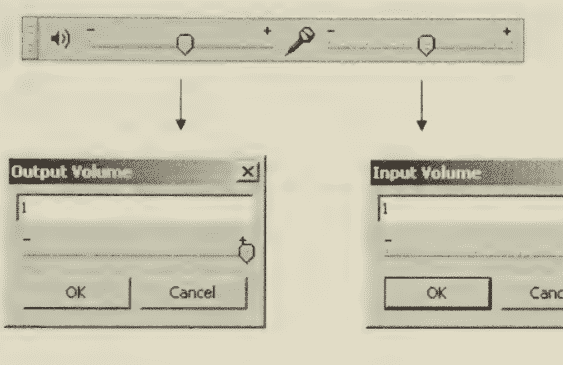 - + - +
Output Volume
1
- +
OK Cancel
Input Volume
1
-
OK Canc